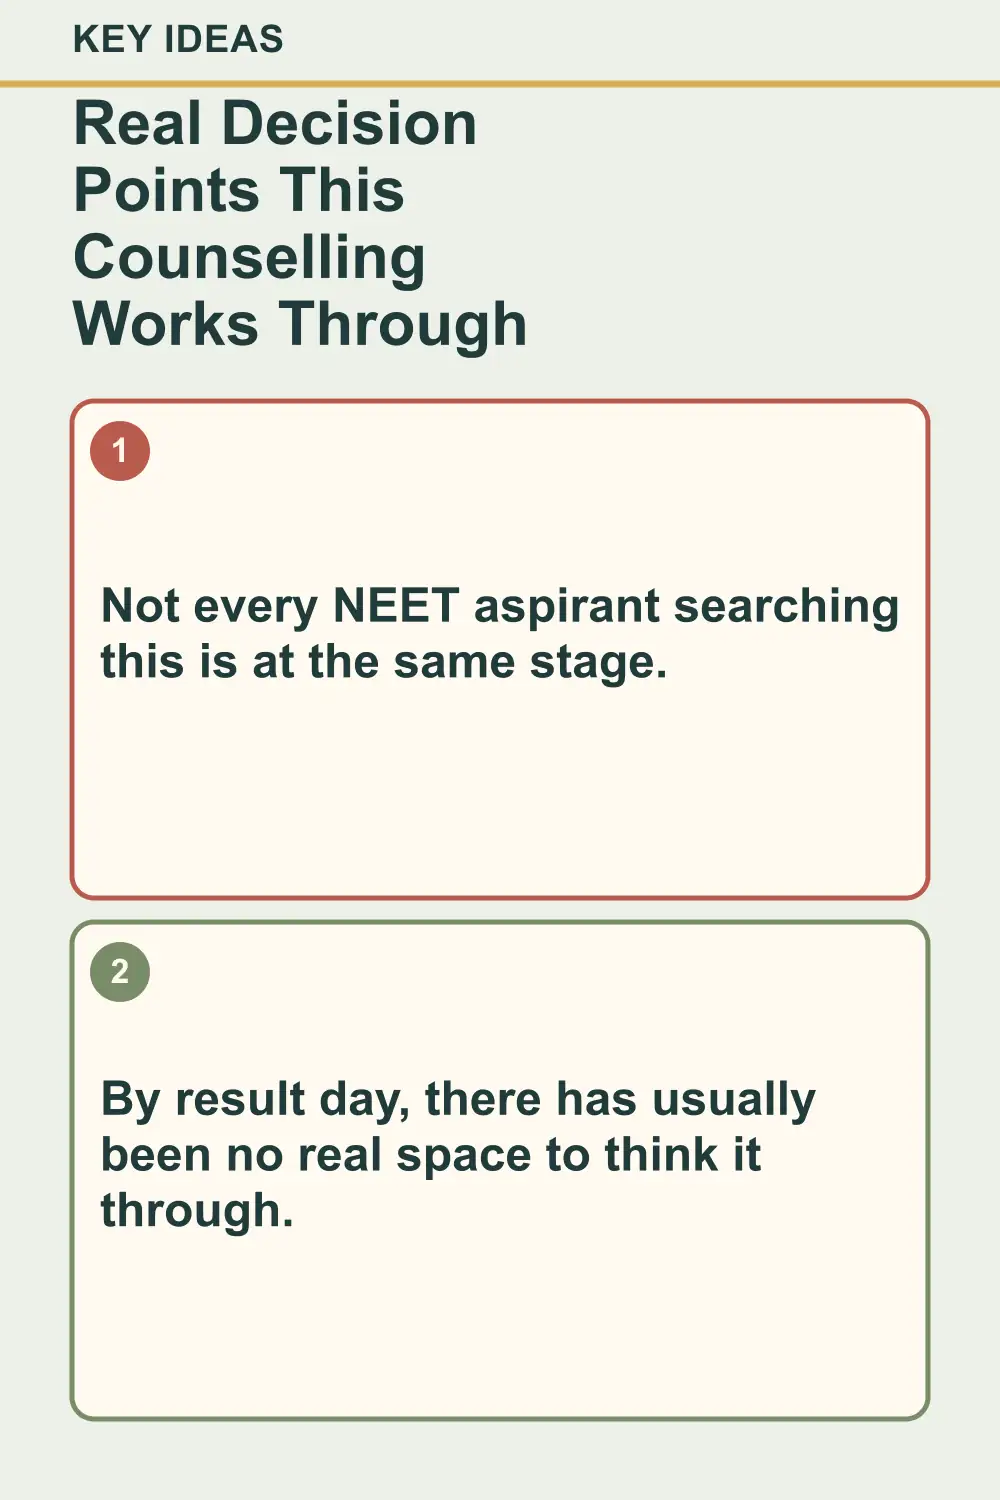 KEY IDEAS
Real Decision
Points This
Counselling
Works Through
1
Not every NEET aspirant searching
this is at the same stage.
2
By result day, there has usually
been no real space to think it
through.